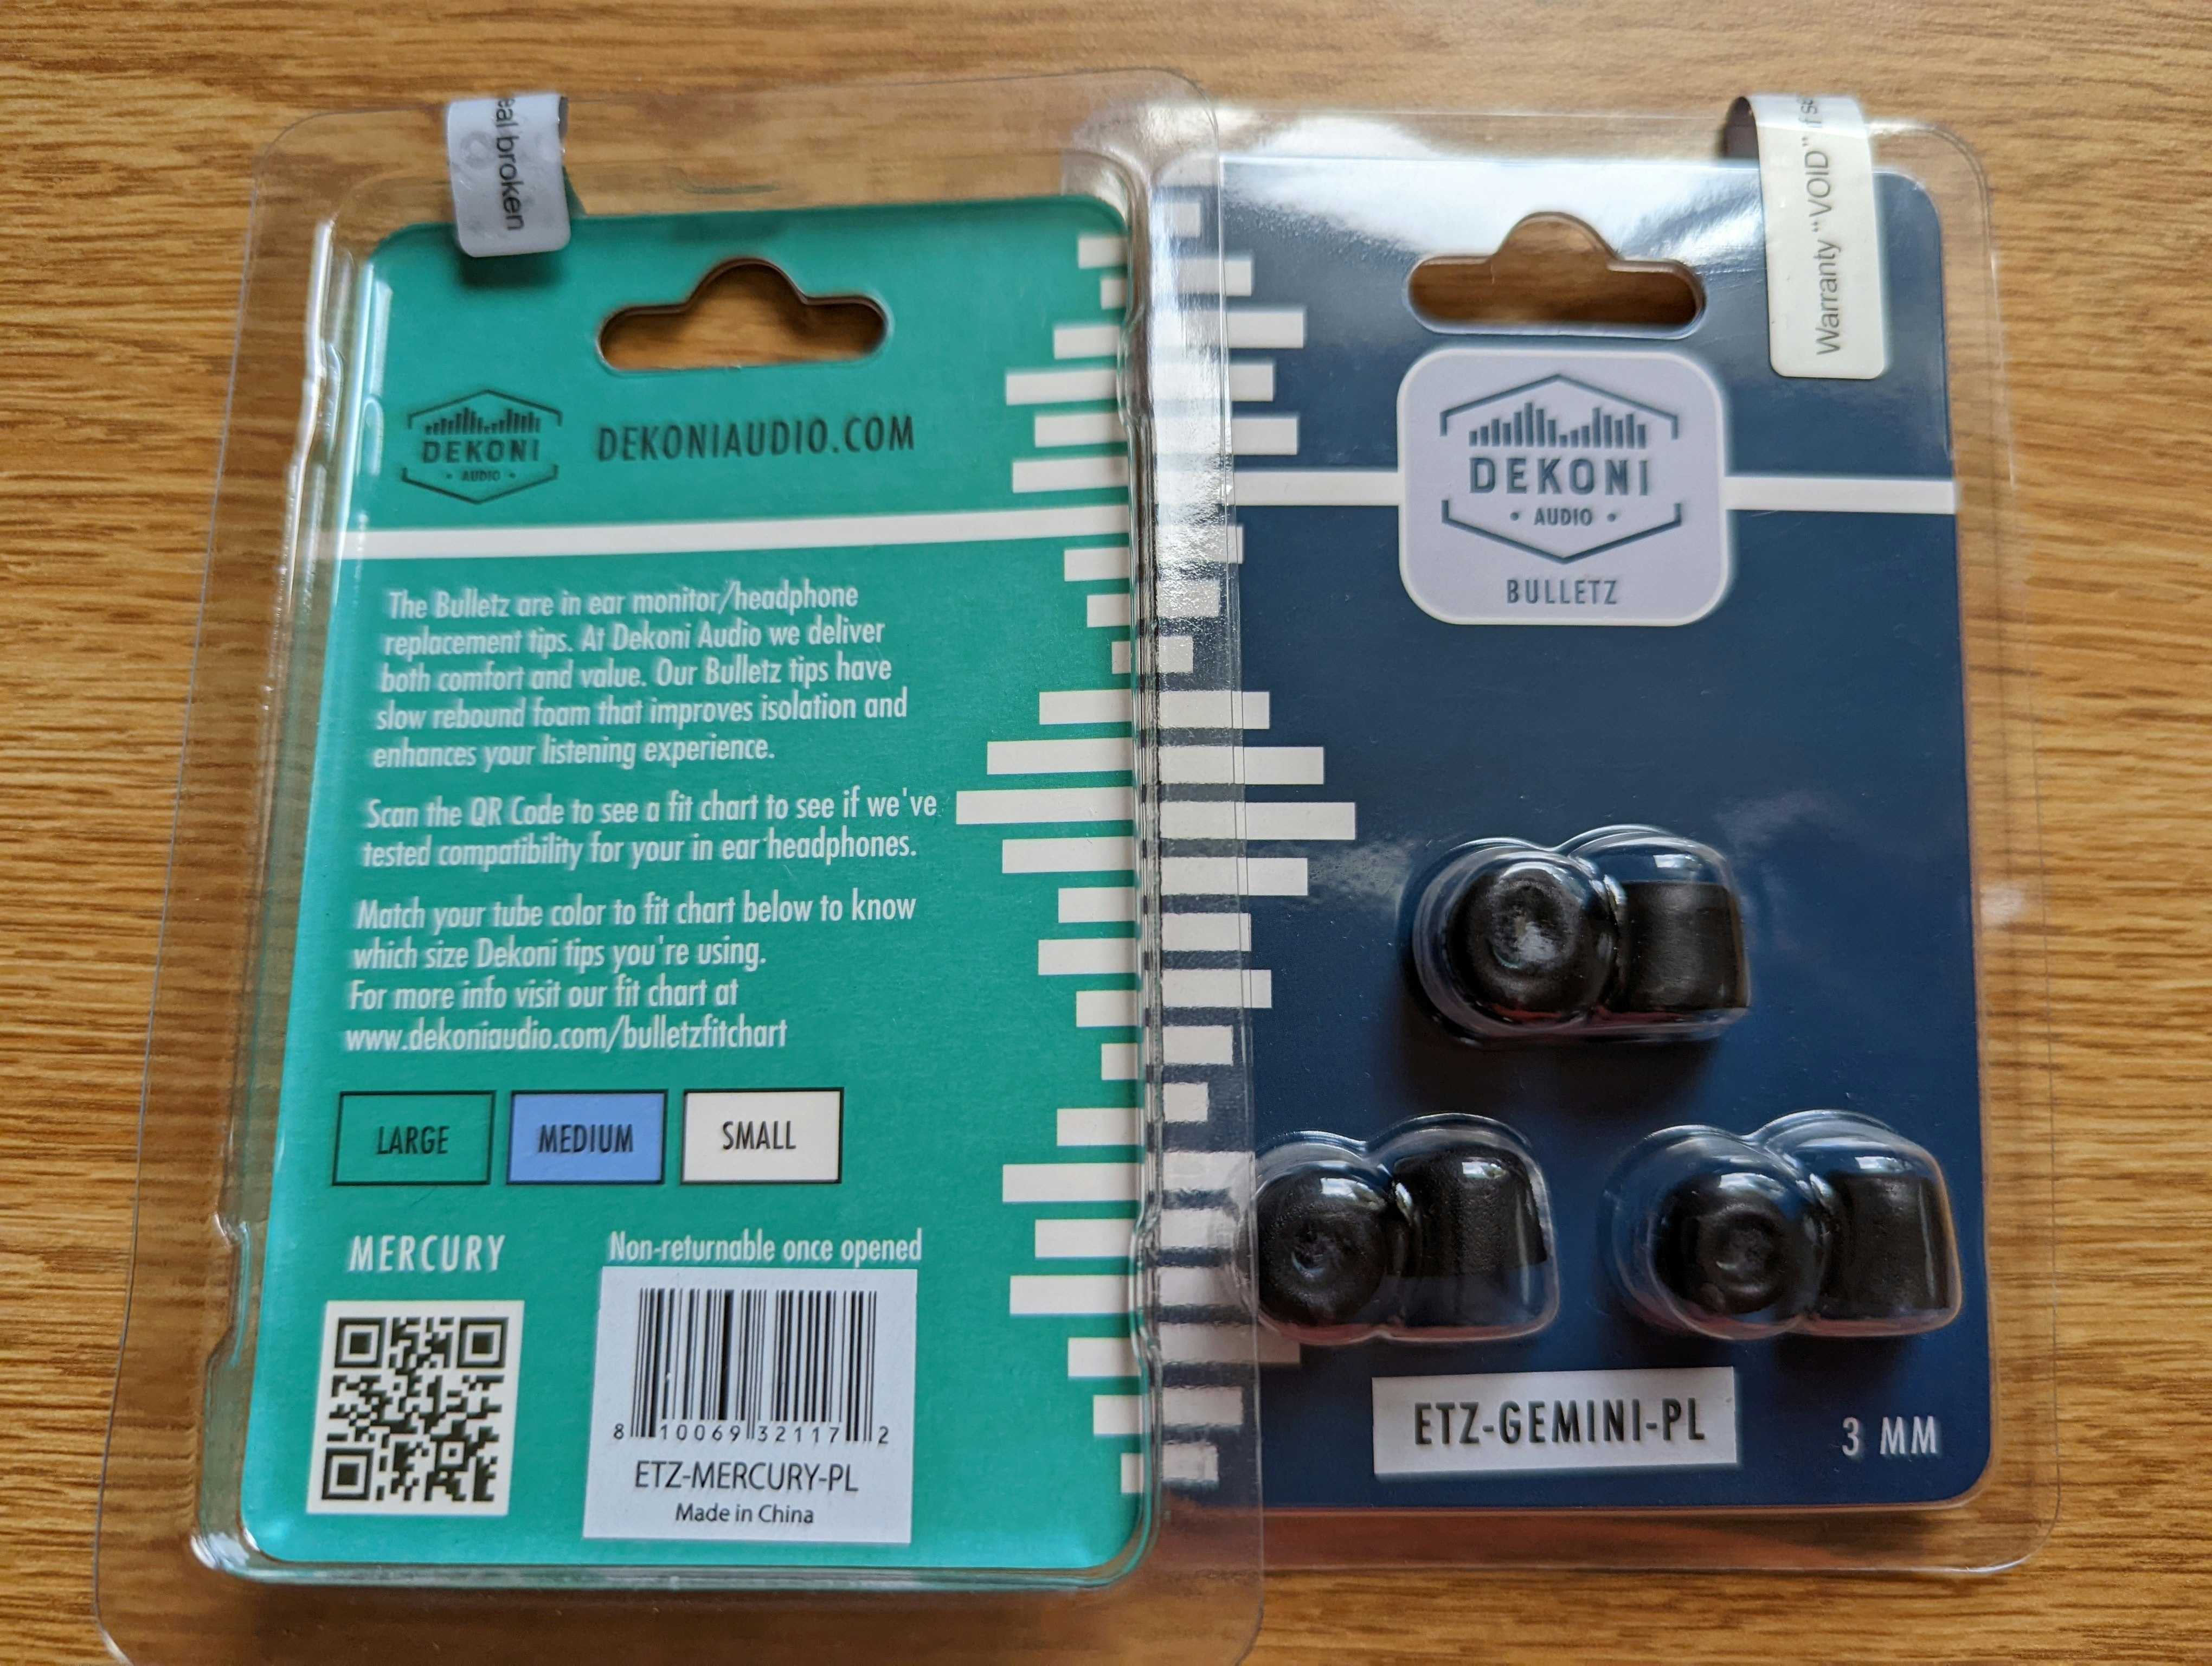 eal broken
DEKONI
• AUDIO •
DEKONIAUDIO.COM
The Bulletz are in ear monitor/headphone
replacement tips. At Dekoni Audio we deliver
both comfort and value. Our Bulletz tips have
slow rebound foam that improves isolation and
enhances your listening experience.
Scan the QR Code to see a fit chart to see if we've
tested compatibility for your in ear headphones.
Match your tube color to fit chart below to know
which size Dekoni tips you're using.
For more info visit our fit chart at
www.dekoniaudio.com/bulletzfitchart
LARGE
MEDIUM
SMALL
MERCURY
Non-returnable once opened
8 10069 32117 2
ETZ-MERCURY-PL
Made in China
Warranty "VOID" if se
DEKONI
• AUDIO •
BULLETZ
ETZ-GEMINI-PL
3 MM